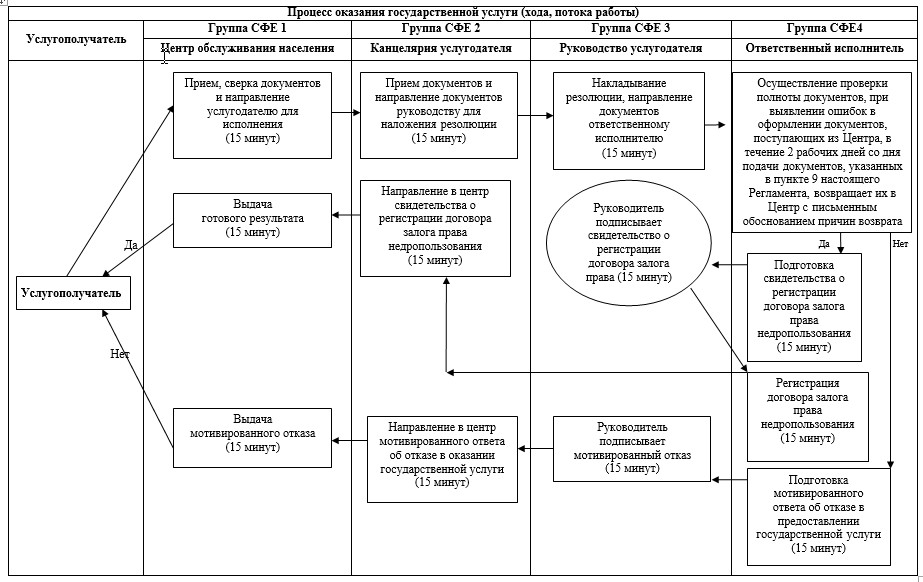 Процесс оказания государственной услуги (хода, потока работы)
Услугополучатель
Группа СФЕ 1
Группа СФЕ 2
Группа СФЕ 3
Группа СФЕ4
Центр обслуживания населения
Канцелярия услугодателя
Руководство услугодателя
Ответственный исполнитель
Прием, сверка документов
и направление
услугодателю для
исполнения
(15 минут)
Прием документов и
направление документов
руководству для
наложения резолюции
(15 минут)
Накладывание
резолюции, направление
документов
ответственному
исполнителю
(15 минут)
Осуществление проверки
полноты документов, при
выявлении ошибок в
оформлении документов,
поступающих из Центра, в
течение 2 рабочих дней со дня
подачи документов, указанных
в пункте 9 настоящего
Регламента, возвращает их в
Центр с письменным
обоснованием причин возврата
Выдача
готового результата
(15 минут)
Направление в центр
свидетельства о
регистрации договора
залога права
недропользования
(15 минут)
Руководитель
подписывает
свидетельство о
регистрации
договора залога
права (15 минут)
Да
Нет
Да
Подготовка
свидетельства о
регистрации
договора залога
права
недропользования
(15 минут)
Услугополучатель
Нет
Регистрация
договора залога
права
недропользования
(15 минут)
Выдача
мотивированного отказа
(15 минут)
Направление в центр
мотивированного ответа
об отказе в оказании
государственной услуги
(15 минут)
Руководитель
подписывает
мотивированный отказ
(15 минут)
Подготовка
мотивированного
ответа об отказе в
предоставлении
государственной услуги
(15 минут)